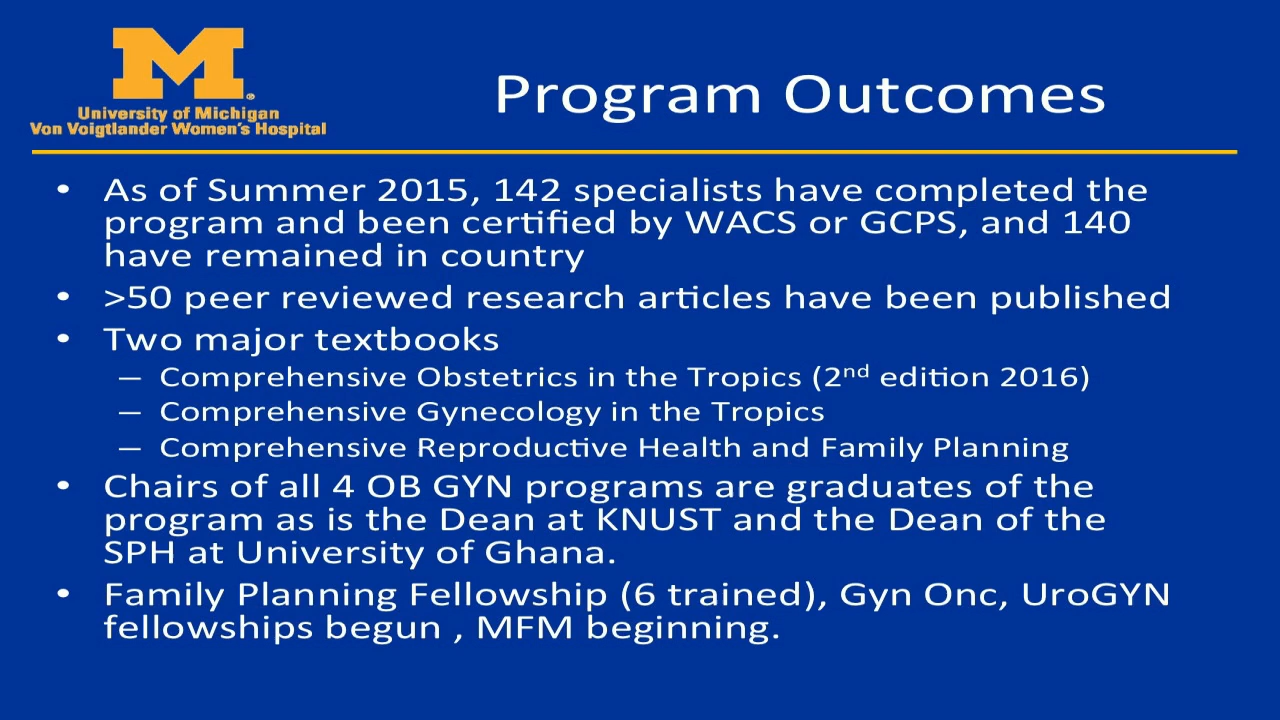 M
University of Michigan
Von Voigtlander Women's Hospital
Program Outcomes
• As of Summer 2015, 142 specialists have completed the
program and been certified by WACS or GCPS, and 140
have remained in country
• >50 peer reviewed research articles have been published
• Two major textbooks
– Comprehensive Obstetrics in the Tropics (2nd edition 2016)
– Comprehensive Gynecology in the Tropics
– Comprehensive Reproductive Health and Family Planning
• Chairs of all 4 OB GYN programs are graduates of the
program as is the Dean at KNUST and the Dean of the
SPH at University of Ghana.
• Family Planning Fellowship (6 trained), Gyn Onc, UroGYN
fellowships begun , MFM beginning.